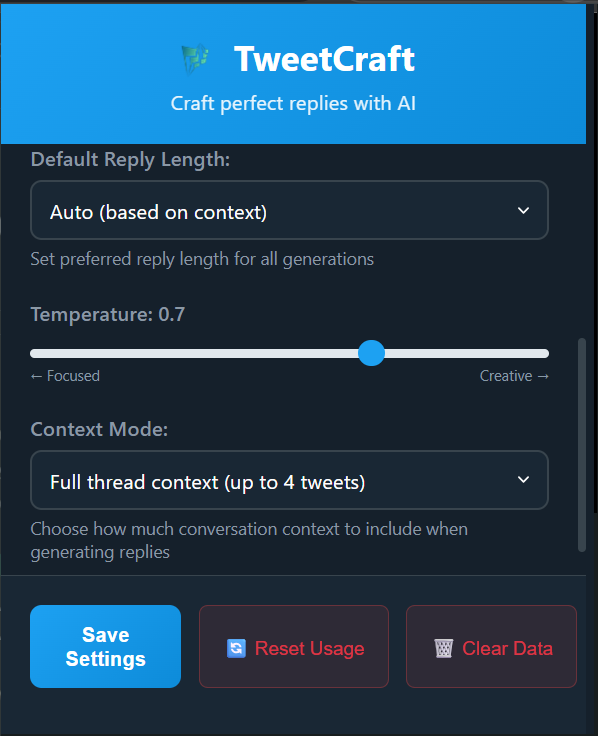 TweetCraft
Craft perfect replies with AI
Default Reply Length:
Auto (based on context)
Set preferred reply length for all generations
Temperature: 0.7
← Focused
Creative →
Context Mode:
Full thread context (up to 4 tweets)
Choose how much conversation context to include when
generating replies
Save
Settings
🔄 Reset Usage
🗑️ Clear Data